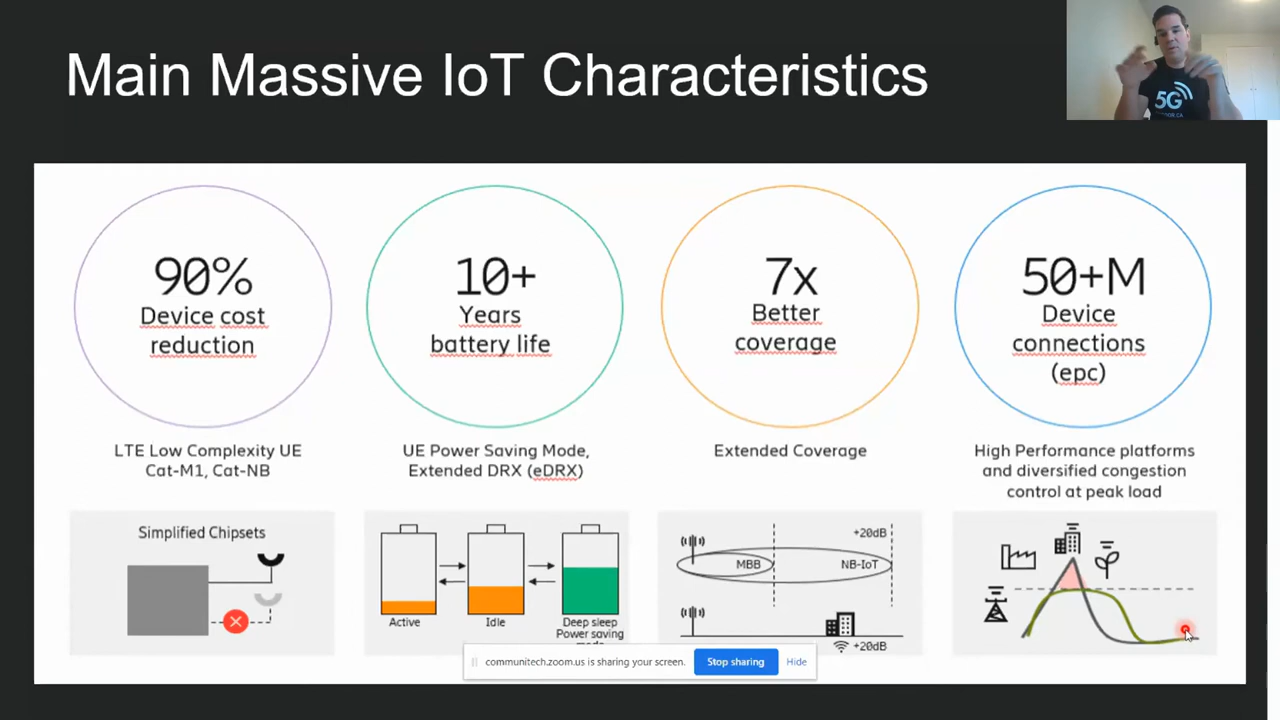 Main Massive IoT Characteristics
5G
90%
Device cost
reduction
10+
Years
battery life
7x
Better
coverage
50+M
Device
connections
(epc)
LTE Low Complexity UE
Cat-M1, Cat-NB
UE Power Saving Mode,
Extended DRX (eDRX)
Extended Coverage
High Performance platforms
and diversified congestion
control at peak load
Simplified Chipsets
Active
Idle
Deep sleep
Power saving
+20dB
MBB
NB-IoT
+20dB
communitech.zoom.us is sharing your screen.
Stop sharing
Hide